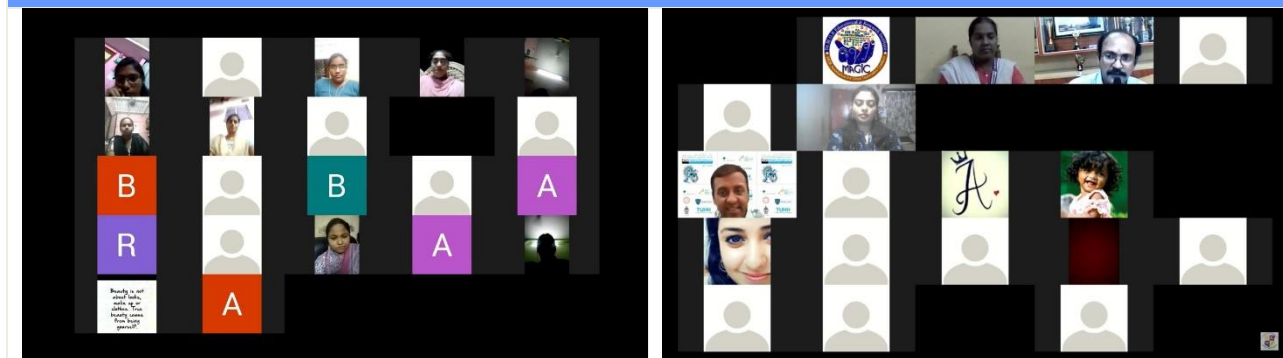 MAGIC
B
B
A
R
A
Beauty is not
about looks,
make up or
clothes. True
beauty comes
from being
yourself."
A
A